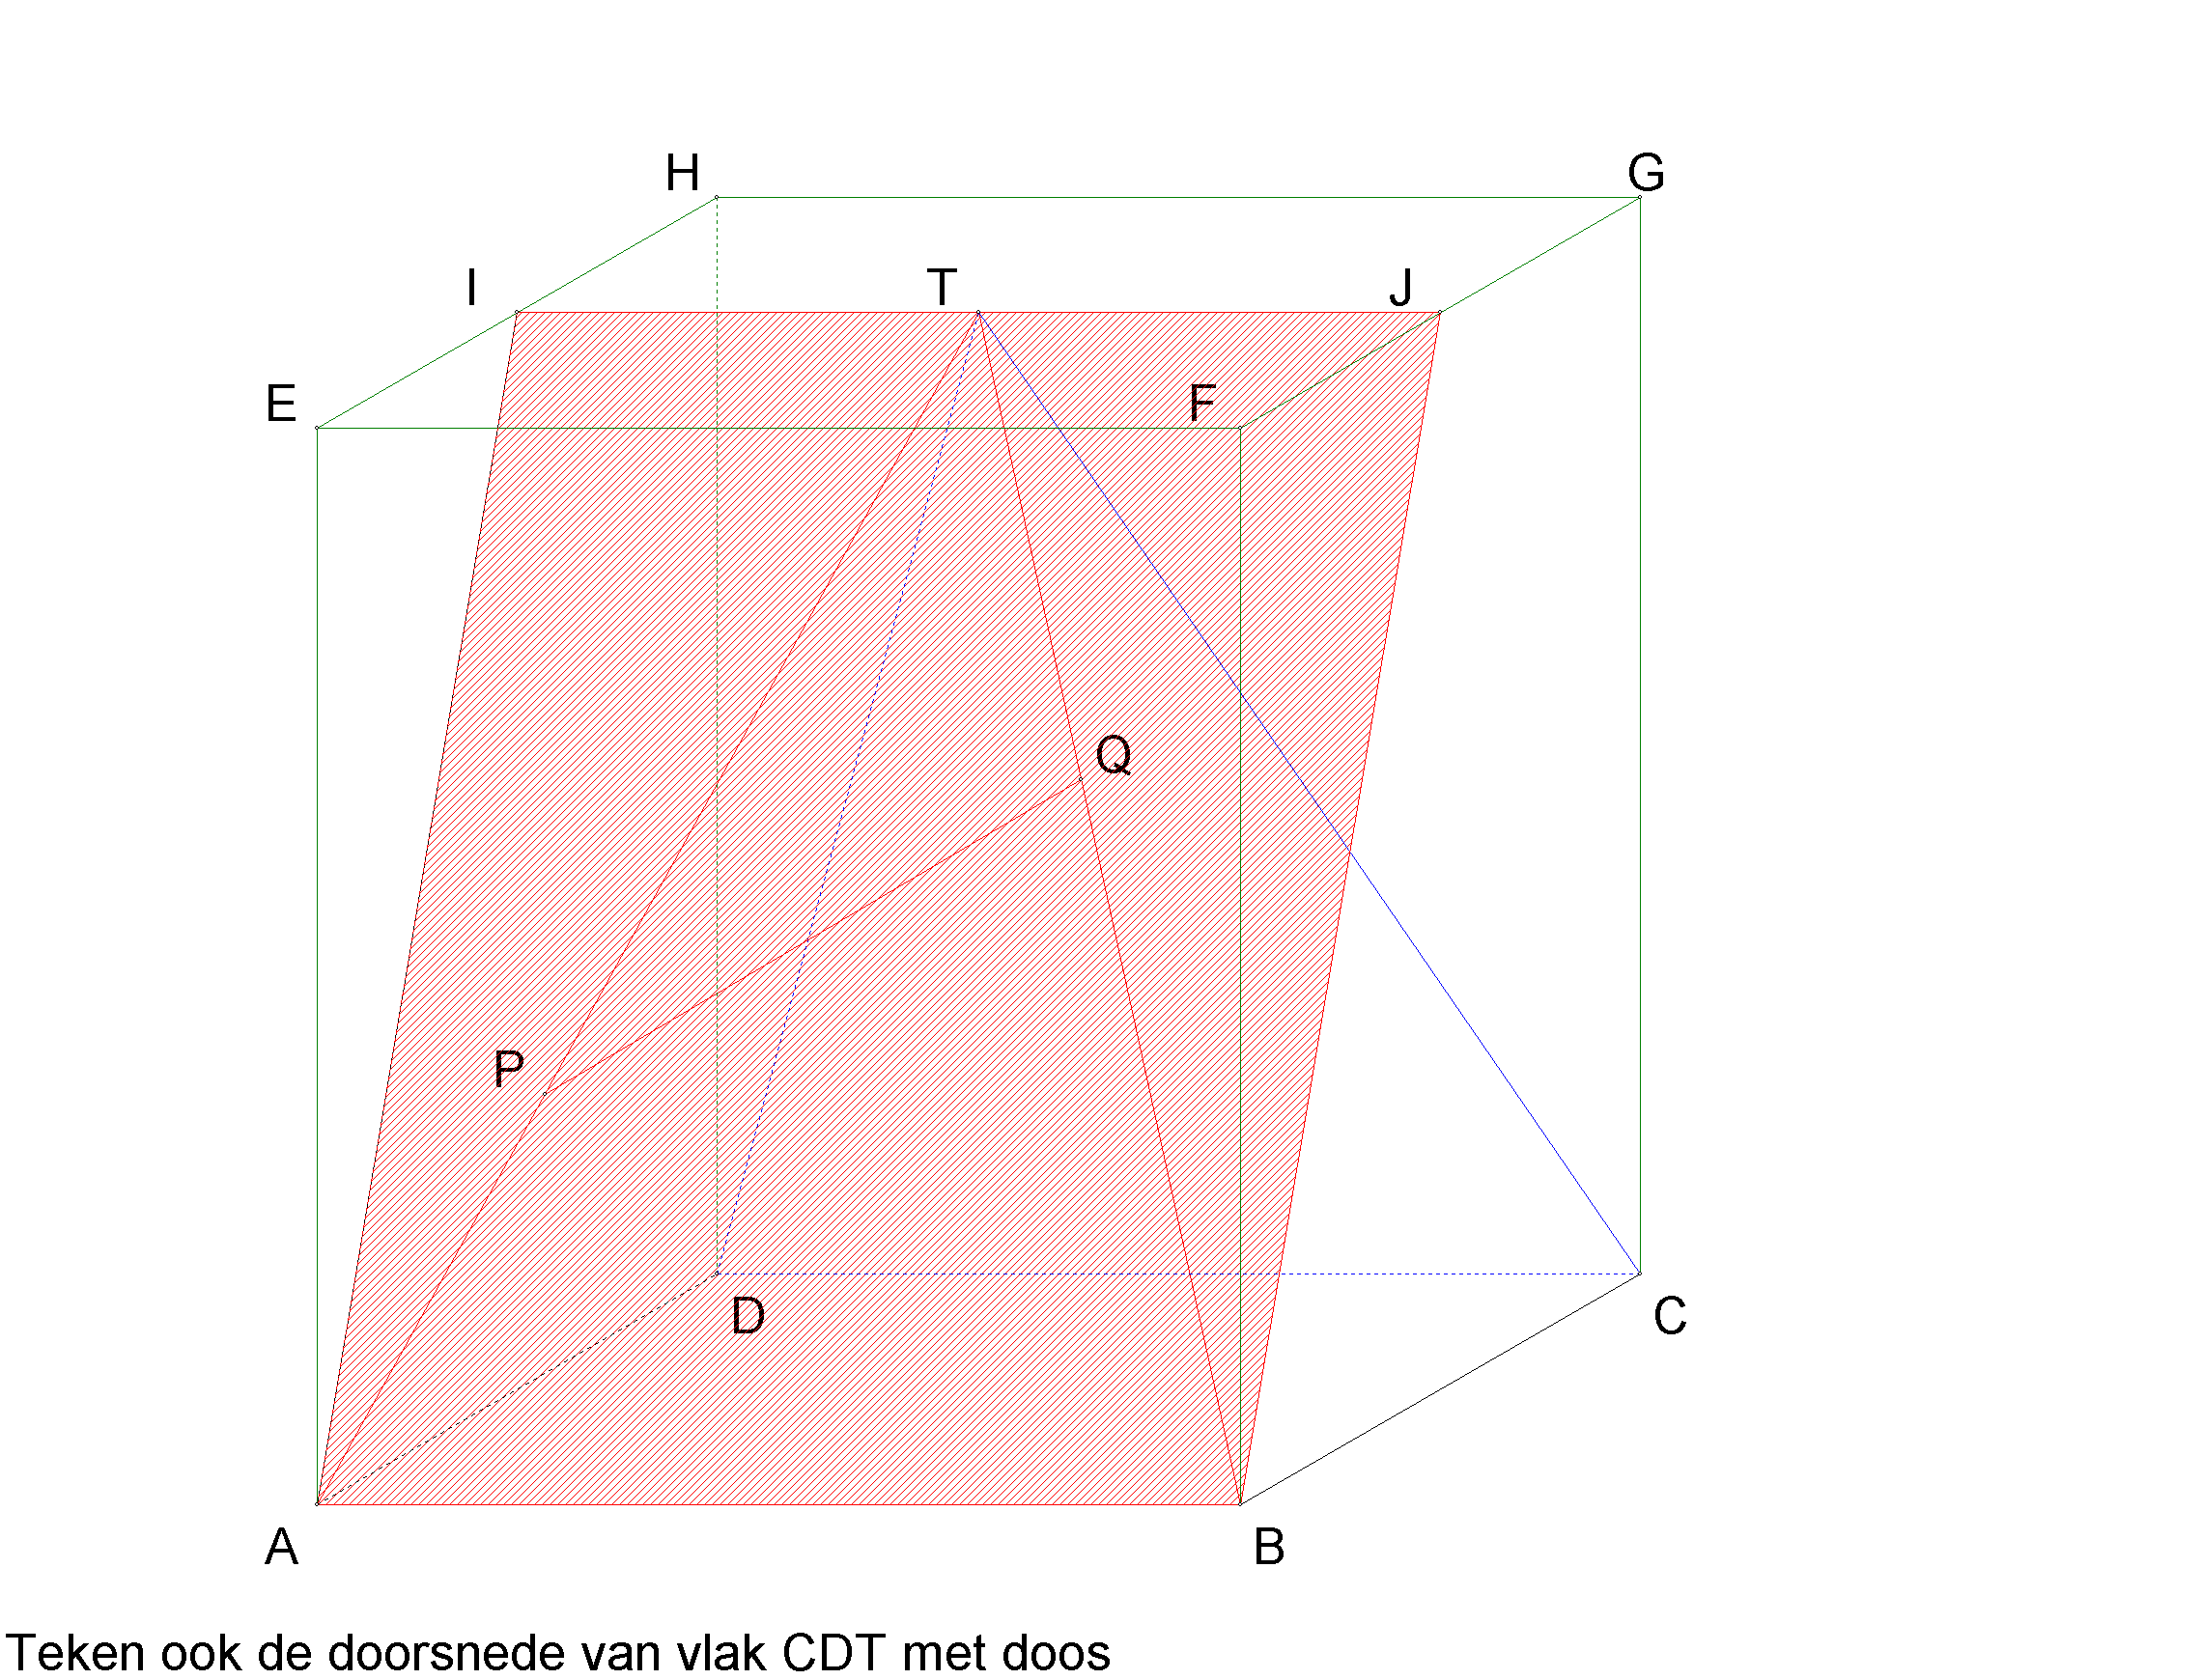 H G
I T J
E F
Q
P
D C
A B
Teken ook de doorsnede van vlak CDT met doos